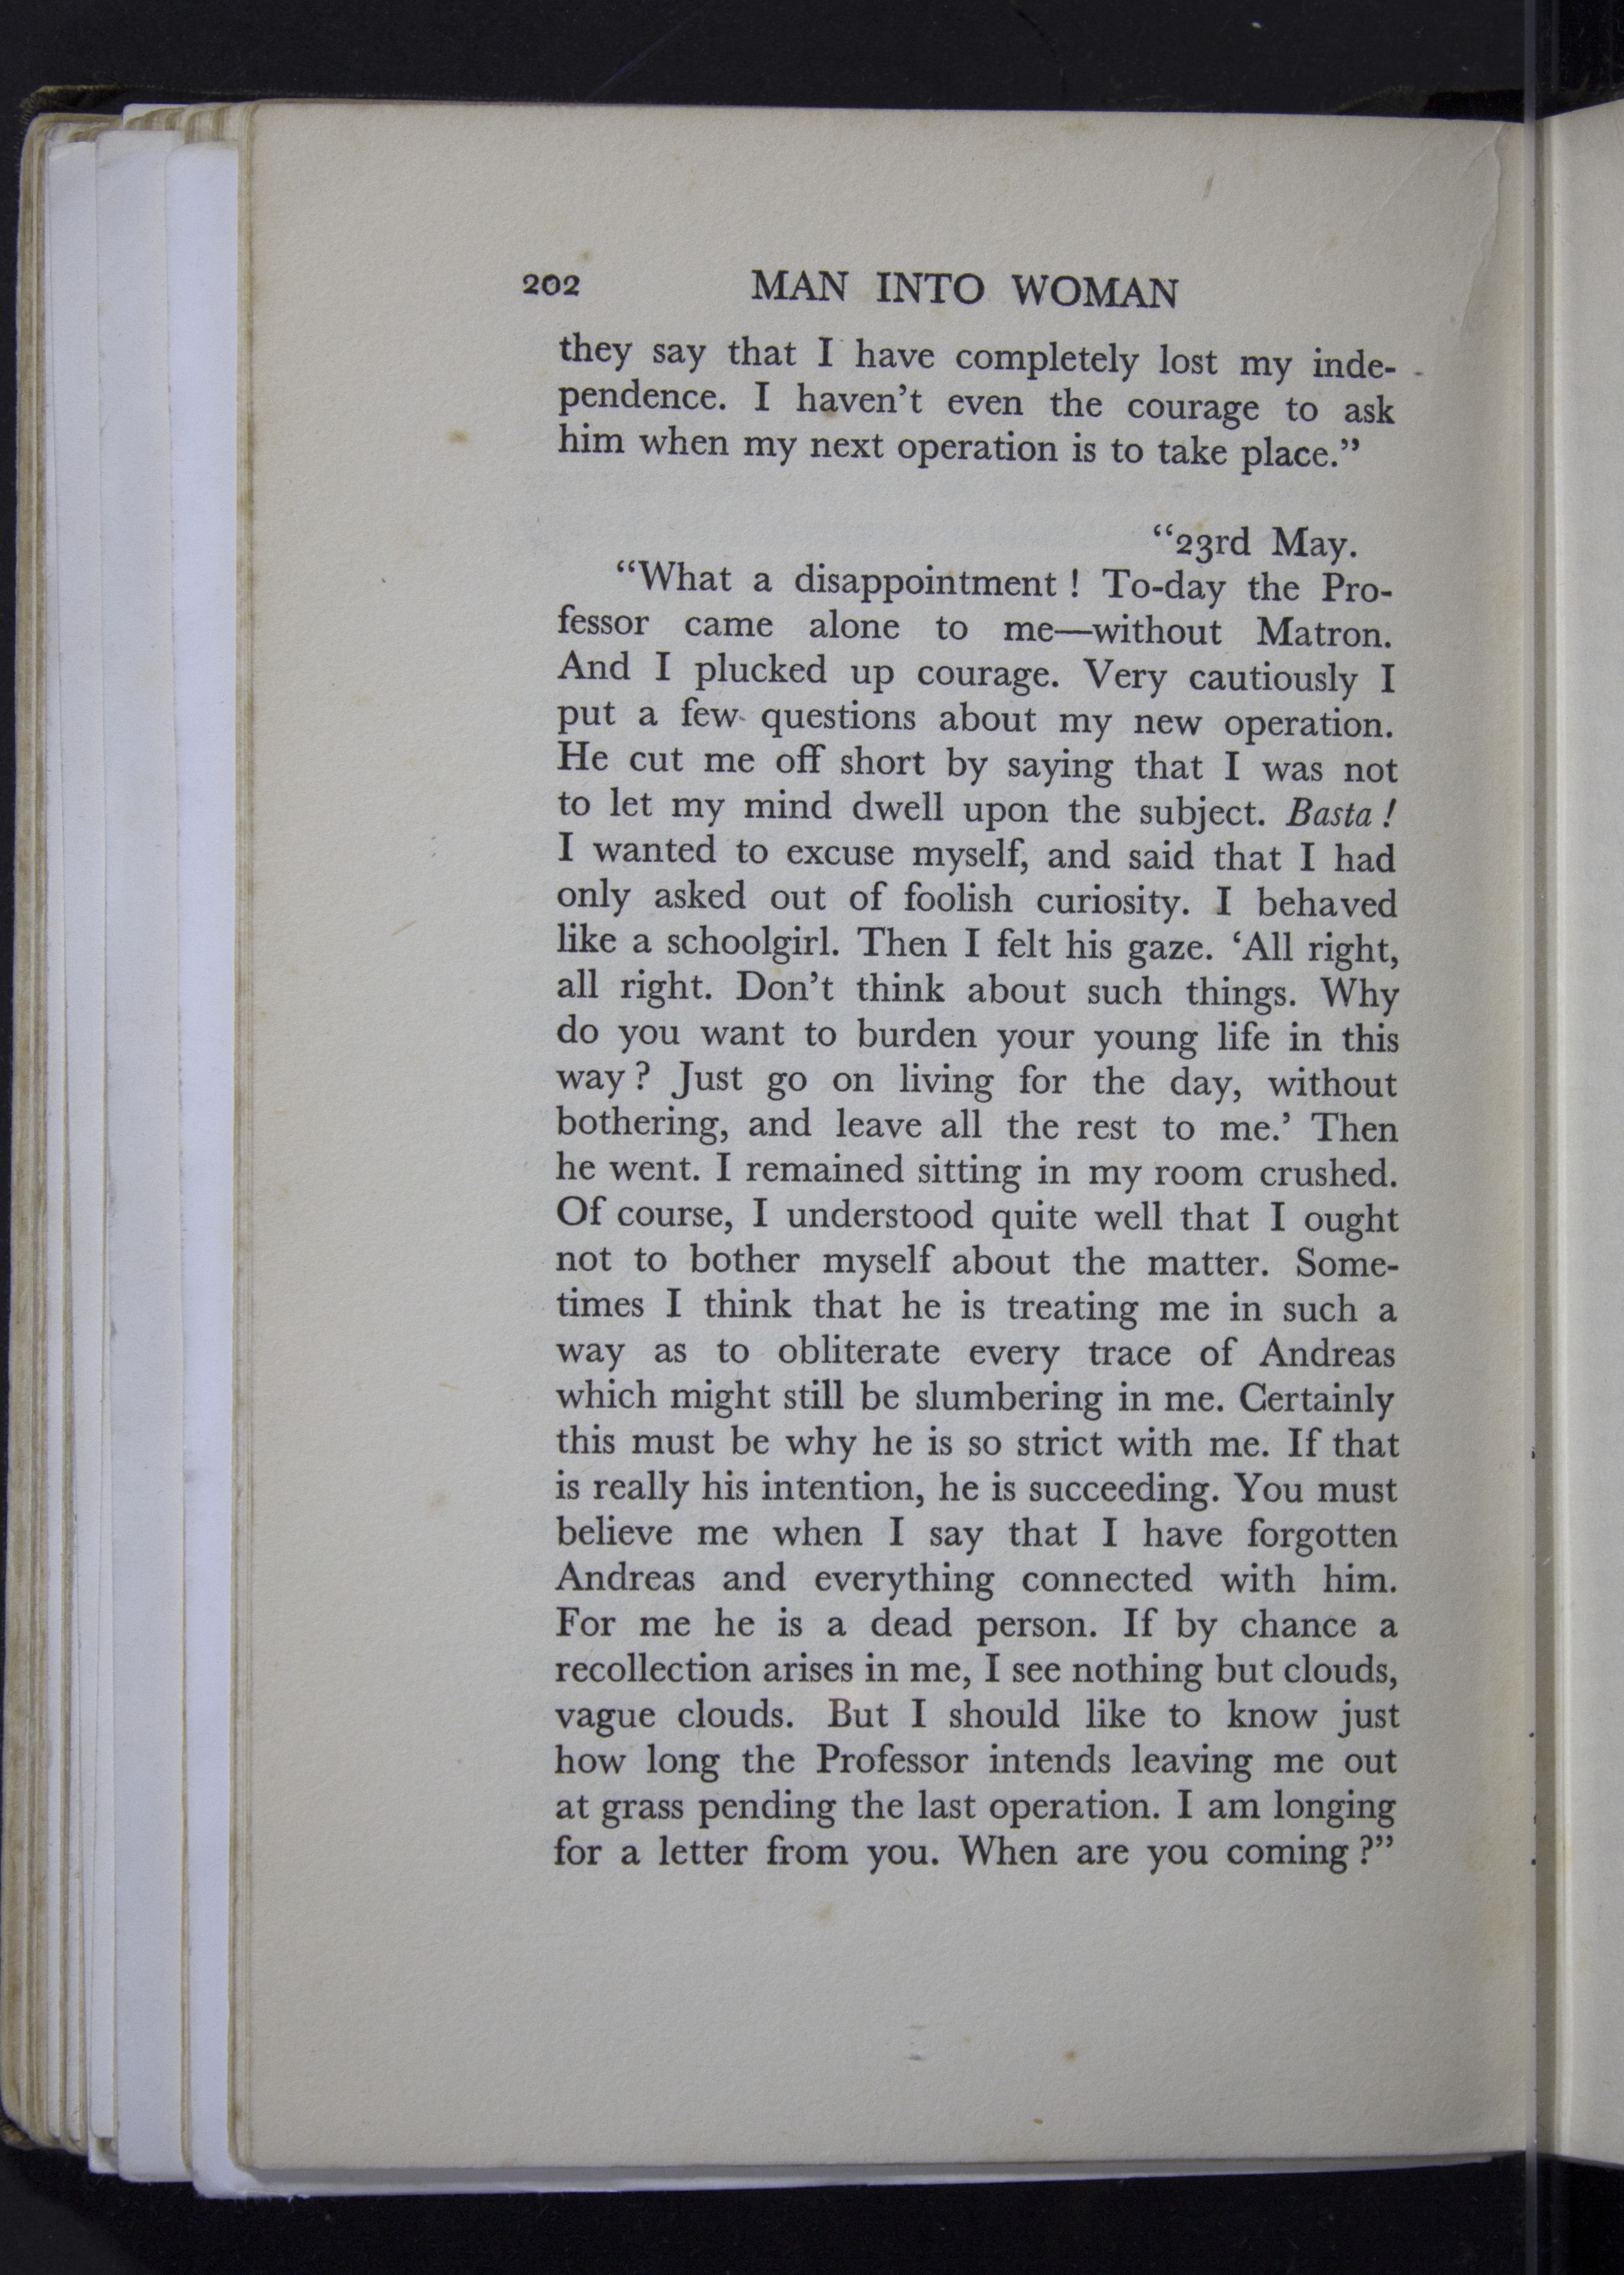 202 MAN INTO WOMAN
they say that I have completely lost my inde-
pendence. I haven't even the courage to ask
him when my next operation is to take place.”
“23rd May.
“What a disappointment ! To-day the Pro-
fessor came alone to me—without Matron.
And I plucked up courage. Very cautiously I
put a few questions about my new operation.
He cut me off short by saying that I was not
to let my mind dwell upon the subject. Basta !
I wanted to excuse myself, and said that I had
only asked out of foolish curiosity. I behaved
like a schoolgirl. Then I felt his gaze. ‘All right,
all right. Don’t think about such things. Why
do you want to burden your young life in this
way ? Just go on living for the day, without
bothering, and leave all the rest to me.’ Then
he went. I remained sitting in my room crushed.
Of course, I understood quite well that I ought
not to bother myself about the matter. Some-
times I think that he is treating me in such a
way as to obliterate every trace of Andreas
which might still be slumbering in me. Certainly
this must be why he is so strict with me. If that
is really his intention, he is succeeding. You must
believe me when I say that I have forgotten
Andreas and everything connected with him.
For me he is a dead person. If by chance a
recollection arises in me, I see nothing but clouds,
vague clouds. But I should like to know just
how long the Professor intends leaving me out
at grass pending the last operation. I am longing
for a letter from you. When are you coming ?”